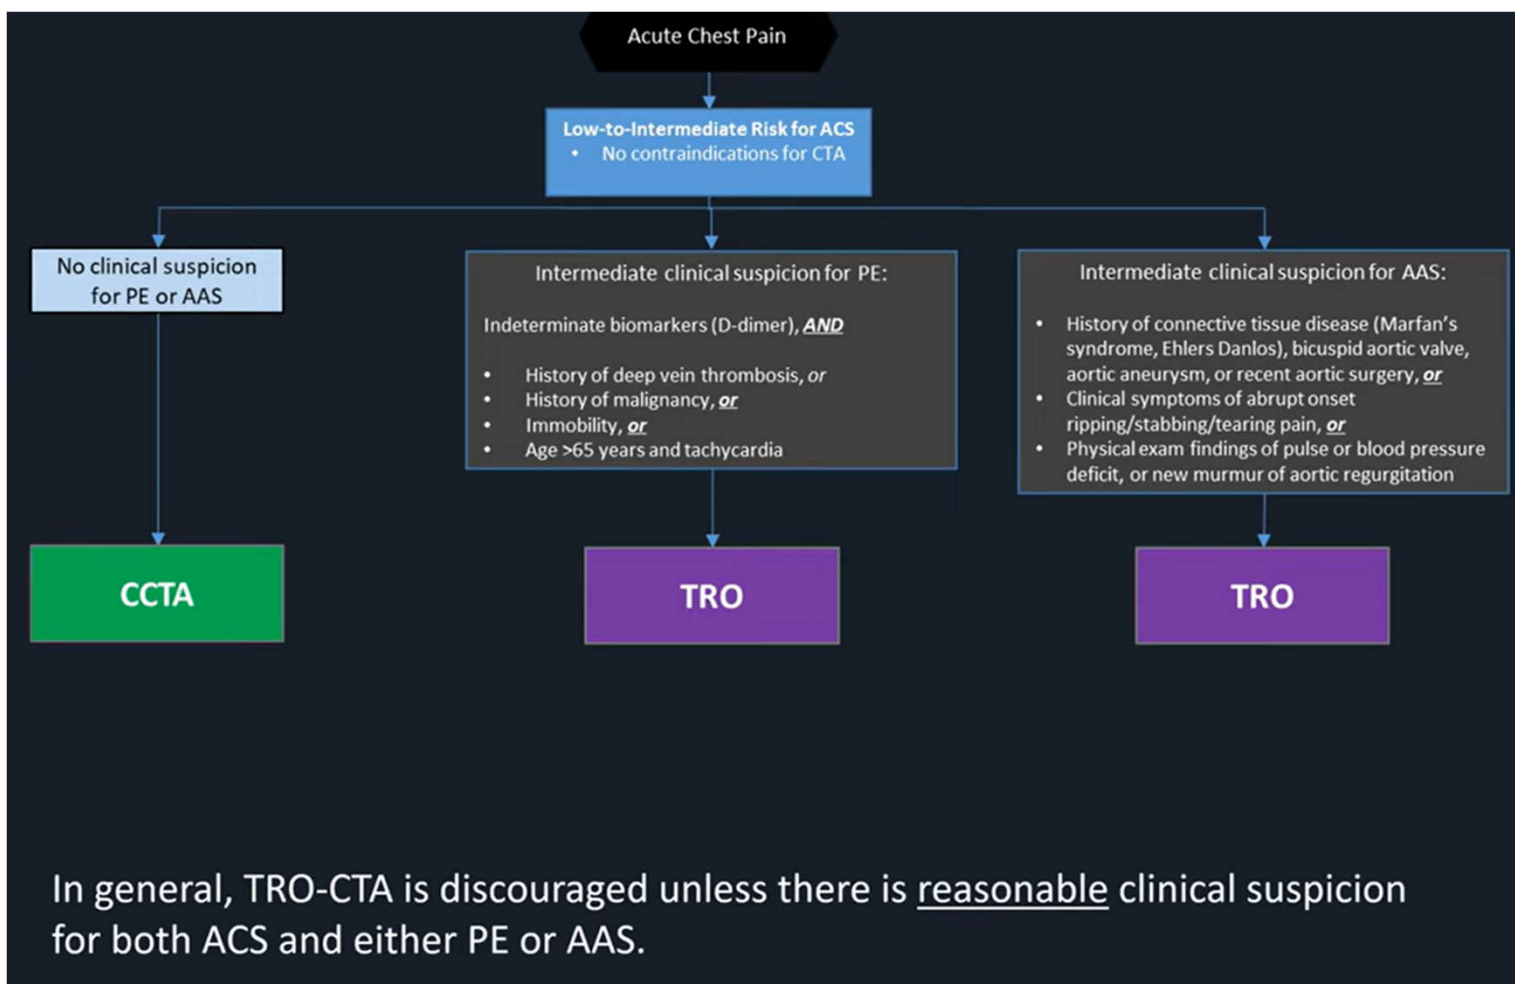 Acute Chest Pain
Low-to-Intermediate Risk for ACS
• No contraindications for CTA
No clinical suspicion
for PE or AAS
Intermediate clinical suspicion for PE:
Indeterminate biomarkers (D-dimer), AND
• History of deep vein thrombosis, or
• History of malignancy, or
• Immobility, or
• Age >65 years and tachycardia
Intermediate clinical suspicion for AAS:
• History of connective tissue disease (Marfan's
syndrome, Ehlers Danlos), bicuspid aortic valve,
aortic aneurysm, or recent aortic surgery, or
• Clinical symptoms of abrupt onset
ripping/stabbing/tearing pain, or
• Physical exam findings of pulse or blood pressure
deficit, or new murmur of aortic regurgitation
CCTA
TRO
TRO
In general, TRO-CTA is discouraged unless there is reasonable clinical suspicion
for both ACS and either PE or AAS.